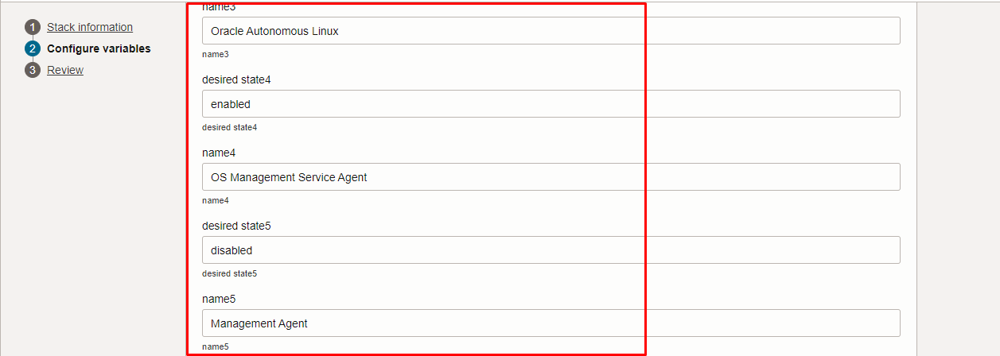 1 Stack information
2 Configure variables
3 Review
name3
Oracle Autonomous Linux
name3
desired state4
enabled
desired state4
name4
OS Management Service Agent
name4
desired state5
disabled
desired state5
name5
Management Agent
name5